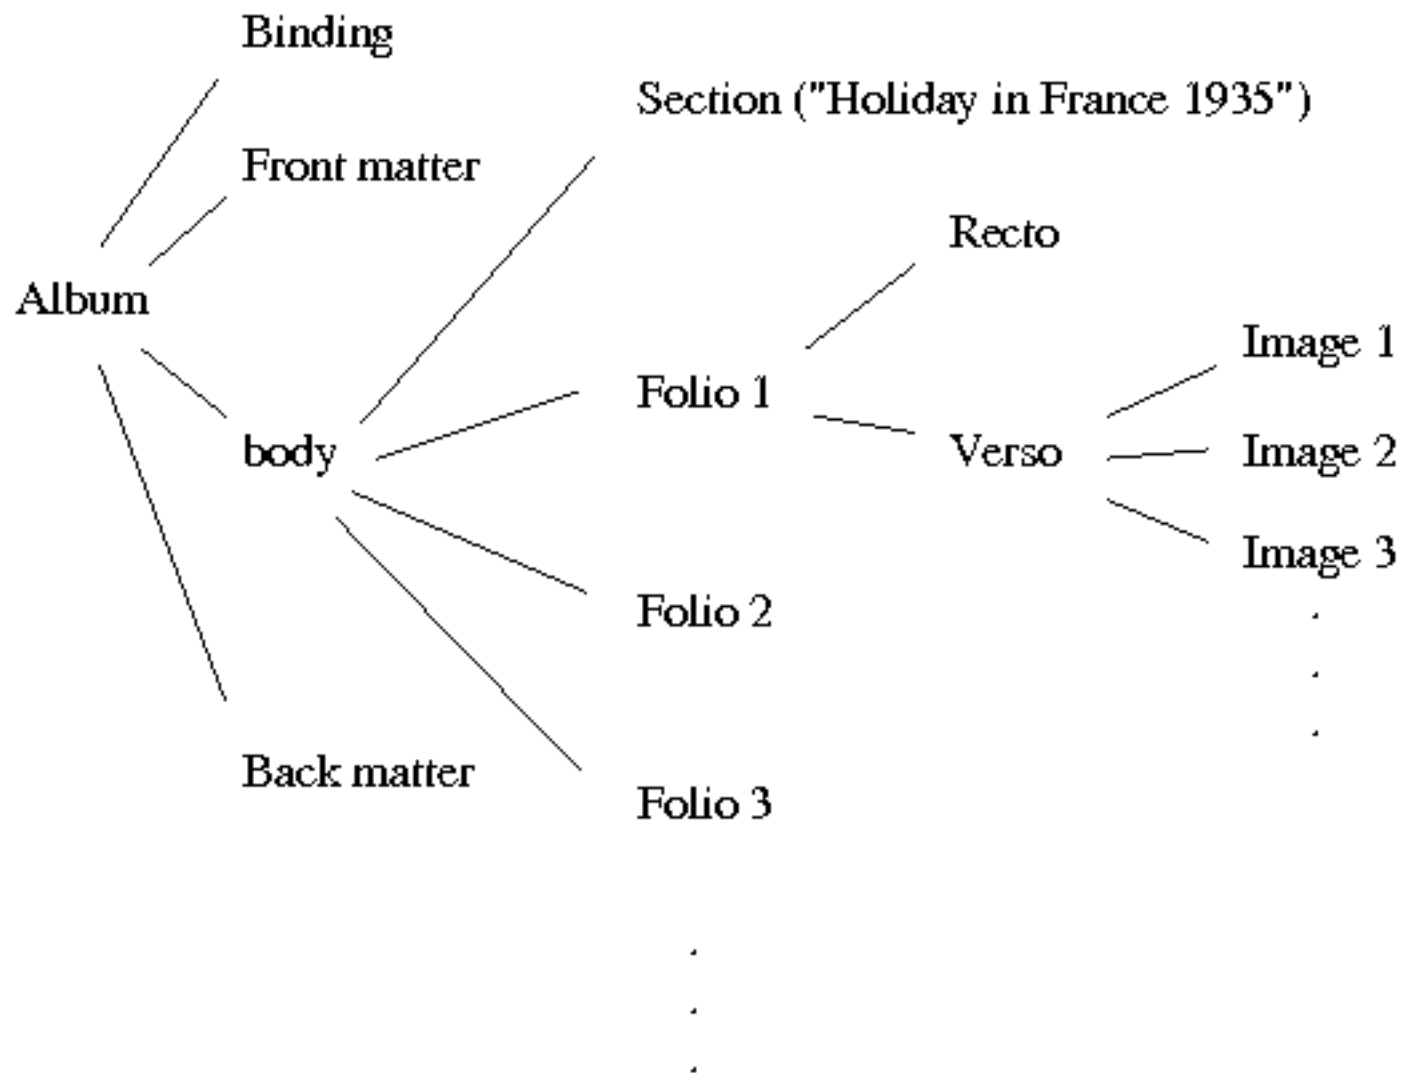 Binding
Section ("Holiday in France 1935")
Front matter
Recto
Album
Image 1
Folio 1
body
Verso
Image 2
Image 3
Folio 2
Back matter
Folio 3